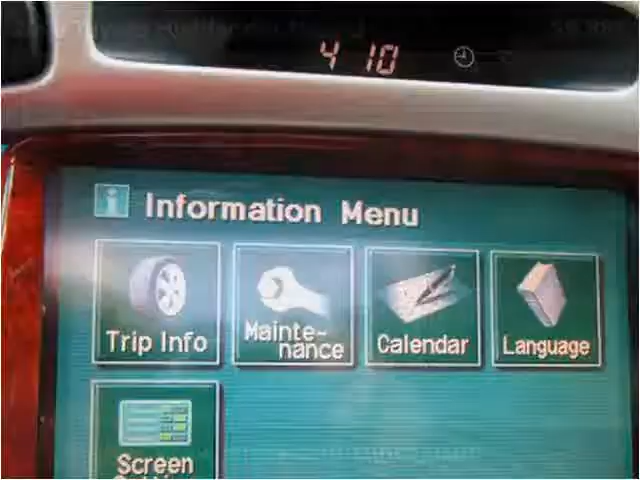 4 10
i Information Menu
Trip Info
Mainte-
nance
Calendar
Language
Screen